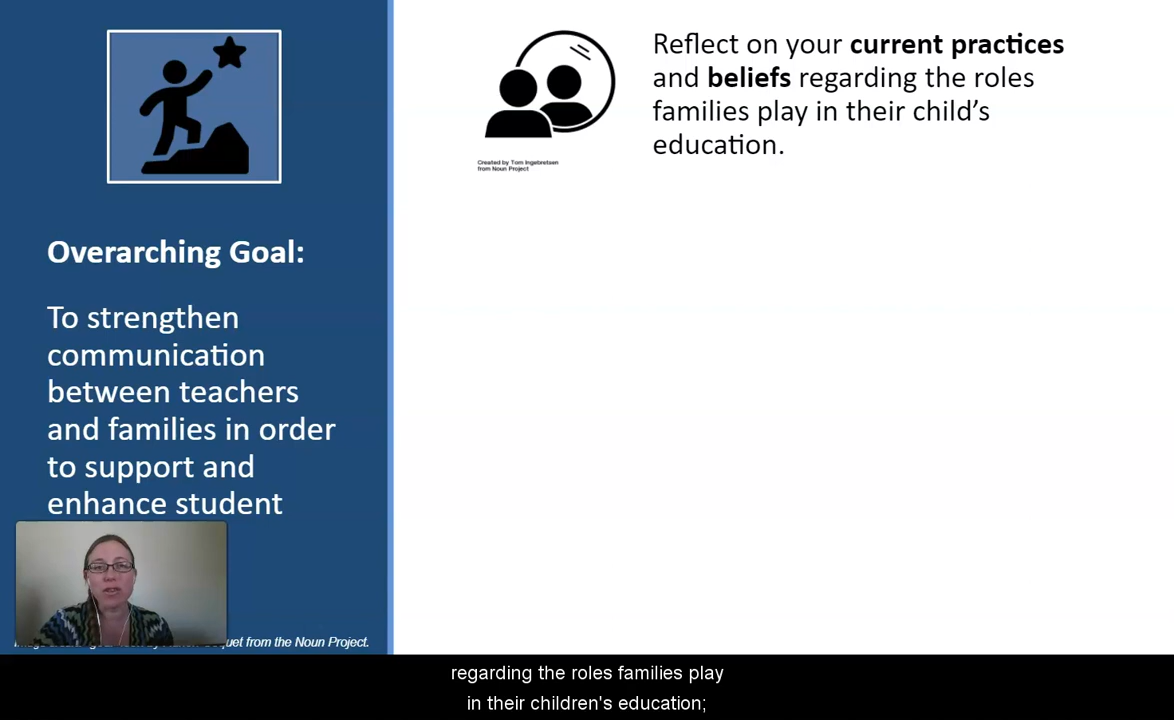 Overarching Goal:
To strengthen
communication
between teachers
and families in order
to support and
enhance student
from the Noun Project.
Created by Tom Ingebretsen
from Noun Project
Reflect on your current practices
and beliefs regarding the roles
families play in their child's
education.
regarding the roles families play
in their children's education;